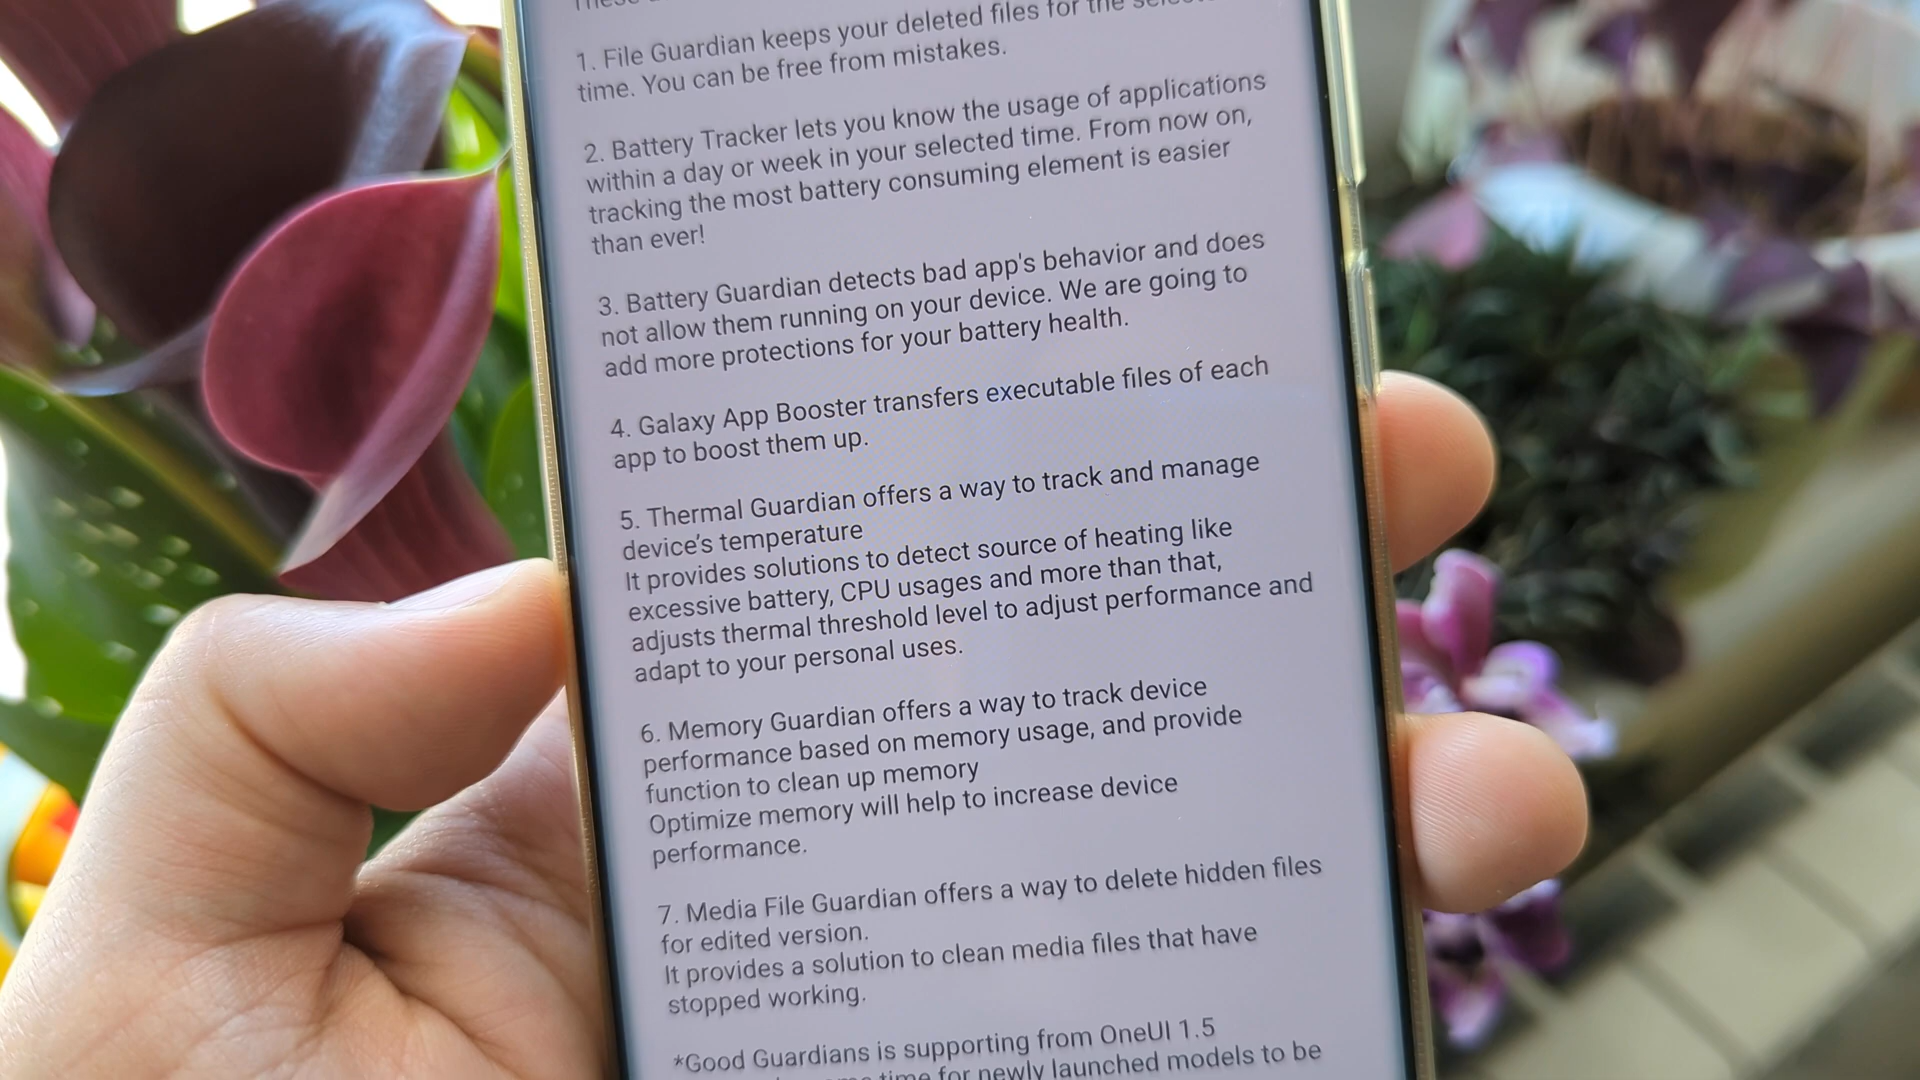 These
1. File Guardian keeps your deleted files for the
time. You can be free from mistakes.
2. Battery Tracker lets you know the usage of applications
within a day or week in your selected time. From now on,
tracking the most battery consuming element is easier
than ever!
3. Battery Guardian detects bad app's behavior and does
not allow them running on your device. We are going to
add more protections for your battery health.
4. Galaxy App Booster transfers executable files of each
app to boost them up.
5. Thermal Guardian offers a way to track and manage
device's temperature
It provides solutions to detect source of heating like
excessive battery, CPU usages and more than that,
adjusts thermal threshold level to adjust performance and
adapt to your personal uses.
6. Memory Guardian offers a way to track device
performance based on memory usage, and provide
function to clean up memory
Optimize memory will help to increase device
performance.
7. Media File Guardian offers a way to delete hidden files
for edited version.
It provides a solution to clean media files that have
stopped working.
*Good Guardians is supporting from OneUI 1.5
time for newly launched models to be